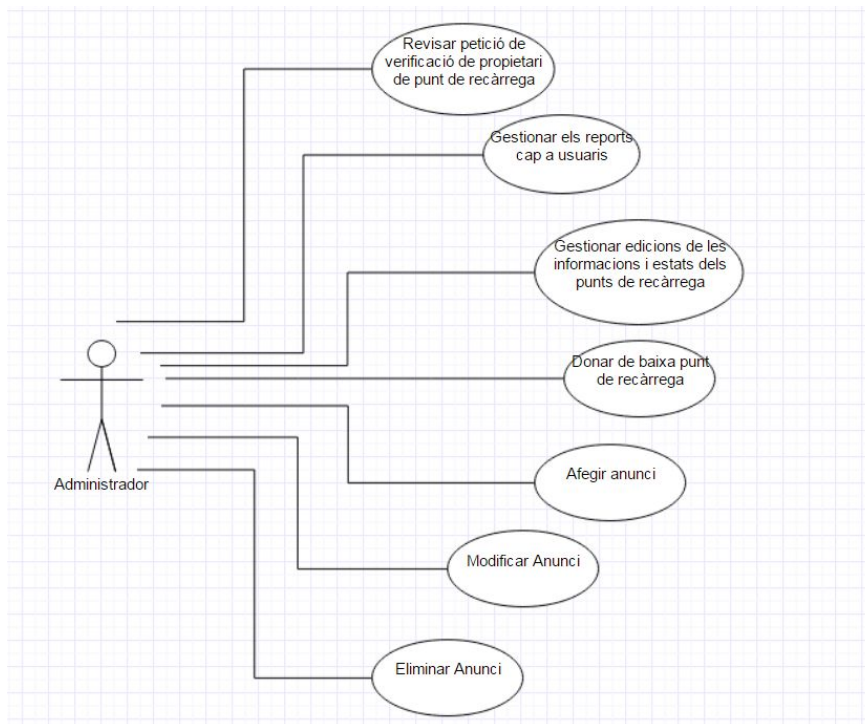 Revisar petició de
verificació de propietari
de punt de recàrrega
Gestionar els reports
cap a usuaris
Gestionar edicions de les
informacions i estats dels
punts de recàrrega
Donar de baixa punt
de recàrrega
Administrador
Afegir anunci
Modificar Anunci
Eliminar Anunci